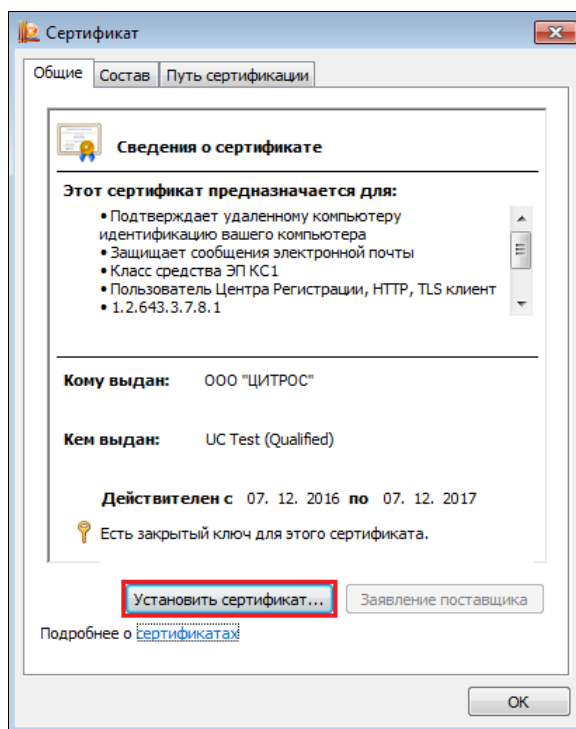 Сертификат
Общие Состав Путь сертификации
Сведения о сертификате
Этот сертификат предназначается для:
• Подтверждает удаленному компьютеру
идентификацию вашего компьютера
• Защищает сообщения электронной почты
• Класс средства ЭП КС1
• Пользователь Центра Регистрации, HTTP, TLS клиент
• 1.2.643.3.7.8.1
Кому выдан: ООО "ЦИТРОС"
Кем выдан: UC Test (Qualified)
Действителен с 07. 12. 2016 по 07. 12. 2017
Есть закрытый ключ для этого сертификата.
Установить сертификат... Заявление поставщика
Подробнее о сертификатах
ОК